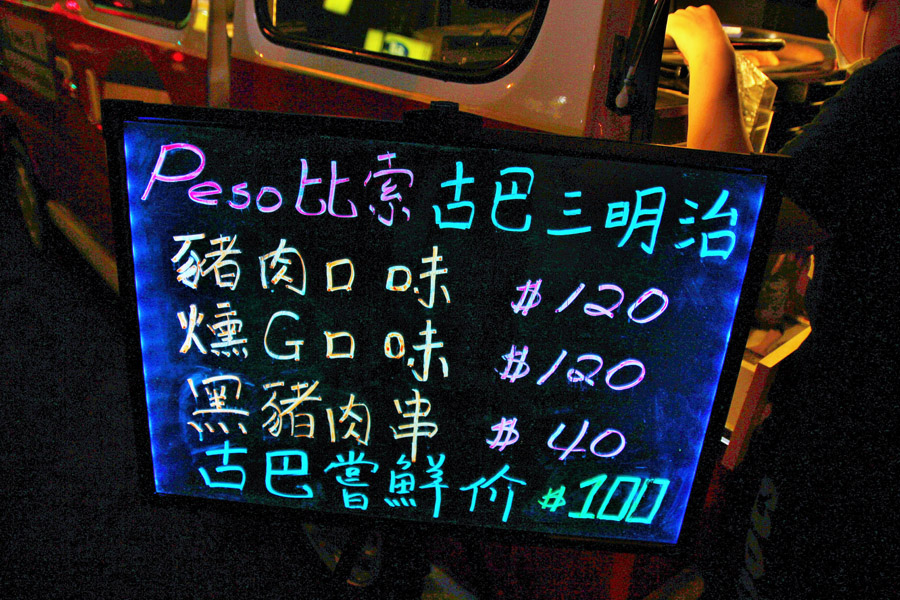 Peso比索 古巴三明治
豬肉口味 $120
燻G口味 $120
黑豬肉串 $40
古巴嘗鮮价 $100